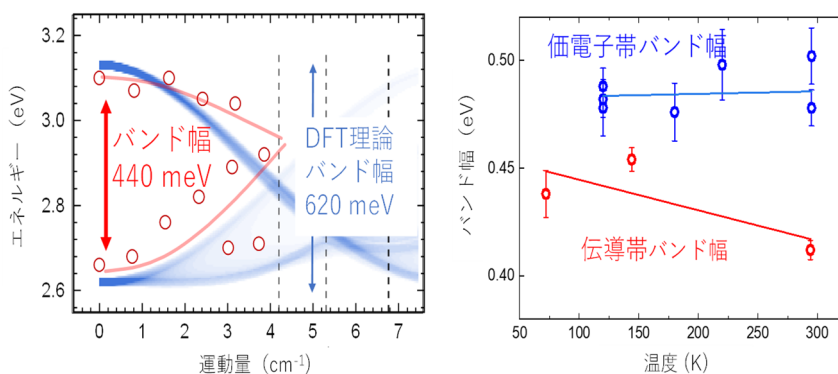 エネルギー (eV)
3.2
3.0
2.8
2.6
バンド幅
440 meV
DFT理論
バンド幅
620 meV
0 1 2 3 4 5 6 7
運動量 (cm-1)
バンド幅 (eV)
0.50
0.45
0.40
価電子帯バンド幅
伝導帯バンド幅
50 100 150 200 250 300
温度 (K)